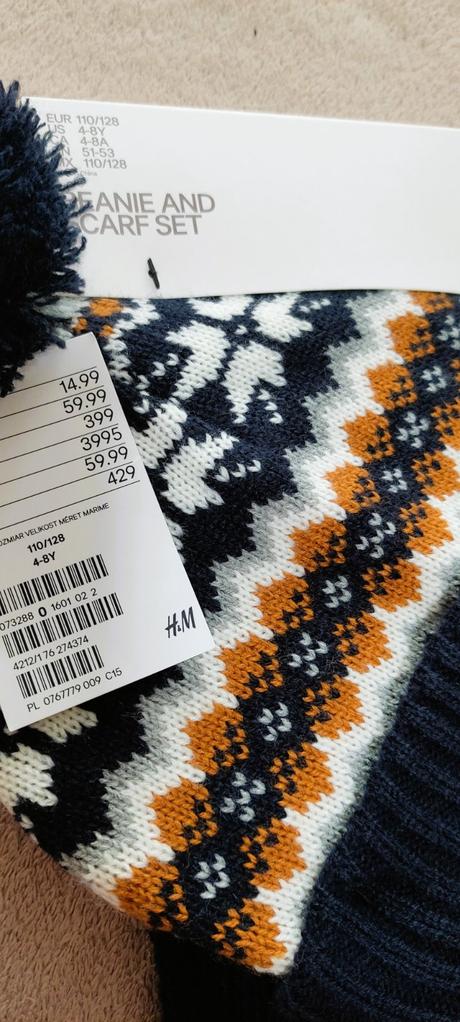 EUR 110/128
US 4-8Y
CA 4-8A
51-53
110/128
BEANIE AND
SCARF SET
14.99
59.99
399
3995
59.99
429
ROZMIAR VELIKOST MÉRET MARIME
110/128
4-8Y
073288 0 1601 02 2
4212/176 274374
PL 0767779 009 C15
H&M